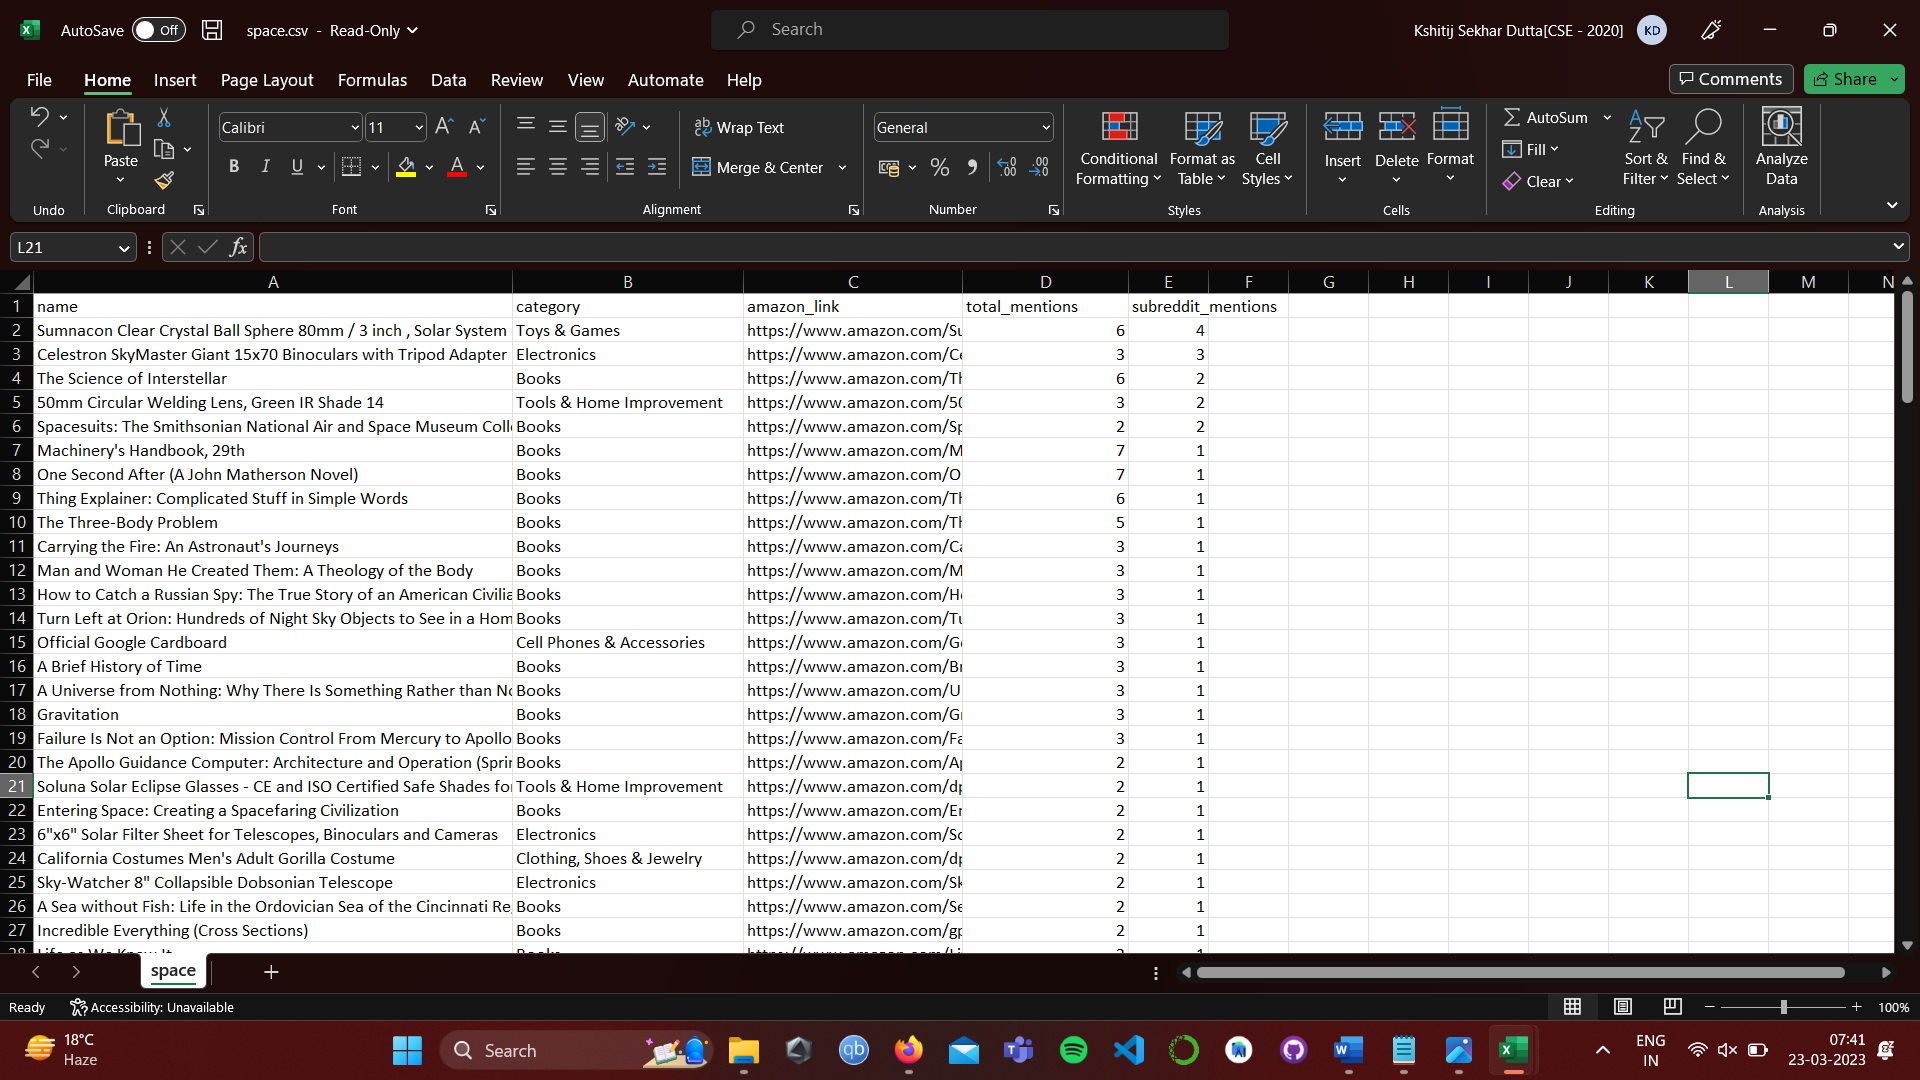 AutoSave Off space.csv - Read-Only Search Kshitij Sekhar Dutta[CSE - 2020] KD
File Home Insert Page Layout Formulas Data Review View Automate Help Comments Share
Paste Calibri 11 Wrap Text General Conditional Formatting Format as Table Cell Styles Insert Delete Format AutoSum Sort & Filter Find & Select Analyze Data
B I U Merge & Center Fill Clear
Undo Clipboard Font Alignment Number Styles Cells Editing Analysis
L21 fx
A B C D E F G H I J K L M N
1 name category amazon_link total_mentions subreddit_mentions
2 Sumnacon Clear Crystal Ball Sphere 80mm / 3 inch , Solar System Toys & Games https://www.amazon.com/Su 6 4
3 Celestron SkyMaster Giant 15x70 Binoculars with Tripod Adapter Electronics https://www.amazon.com/Ce 3 3
4 The Science of Interstellar Books https://www.amazon.com/Th 6 2
5 50mm Circular Welding Lens, Green IR Shade 14 Tools & Home Improvement https://www.amazon.com/50 3 2
6 Spacesuits: The Smithsonian National Air and Space Museum Coll Books https://www.amazon.com/Sp 2 2
7 Machinery's Handbook, 29th Books https://www.amazon.com/M 7 1
8 One Second After (A John Matherson Novel) Books https://www.amazon.com/O 7 1
9 Thing Explainer: Complicated Stuff in Simple Words Books https://www.amazon.com/Th 6 1
10 The Three-Body Problem Books https://www.amazon.com/Th 5 1
11 Carrying the Fire: An Astronaut's Journeys Books https://www.amazon.com/Ca 3 1
12 Man and Woman He Created Them: A Theology of the Body Books https://www.amazon.com/M 3 1
13 How to Catch a Russian Spy: The True Story of an American Civilia Books https://www.amazon.com/Ho 3 1
14 Turn Left at Orion: Hundreds of Night Sky Objects to See in a Hom Books https://www.amazon.com/Tu 3 1
15 Official Google Cardboard Cell Phones & Accessories https://www.amazon.com/Go 3 1
16 A Brief History of Time Books https://www.amazon.com/Br 3 1
17 A Universe from Nothing: Why There Is Something Rather than No Books https://www.amazon.com/U 3 1
18 Gravitation Books https://www.amazon.com/Gr 3 1
19 Failure Is Not an Option: Mission Control From Mercury to Apollo Books https://www.amazon.com/Fa 3 1
20 The Apollo Guidance Computer: Architecture and Operation (Sprin Books https://www.amazon.com/Ap 2 1
21 Soluna Solar Eclipse Glasses - CE and ISO Certified Safe Shades fo Tools & Home Improvement https://www.amazon.com/dp 2 1
22 Entering Space: Creating a Spacefaring Civilization Books https://www.amazon.com/En 2 1
23 6"x6" Solar Filter Sheet for Telescopes, Binoculars and Cameras Electronics https://www.amazon.com/So 2 1
24 California Costumes Men's Adult Gorilla Costume Clothing, Shoes & Jewelry https://www.amazon.com/dp 2 1
25 Sky-Watcher 8" Collapsible Dobsonian Telescope Electronics https://www.amazon.com/Sk 2 1
26 A Sea without Fish: Life in the Ordovician Sea of the Cincinnati Re Books https://www.amazon.com/Se 2 1
27 Incredible Everything (Cross Sections) Books https://www.amazon.com/gp 2 1
28 Life as We Knew It Books https://www.amazon.com/Li 2 1
space
Ready Accessibility: Unavailable 100%
18°C Haze Search ENG IN 07:41 23-03-2023